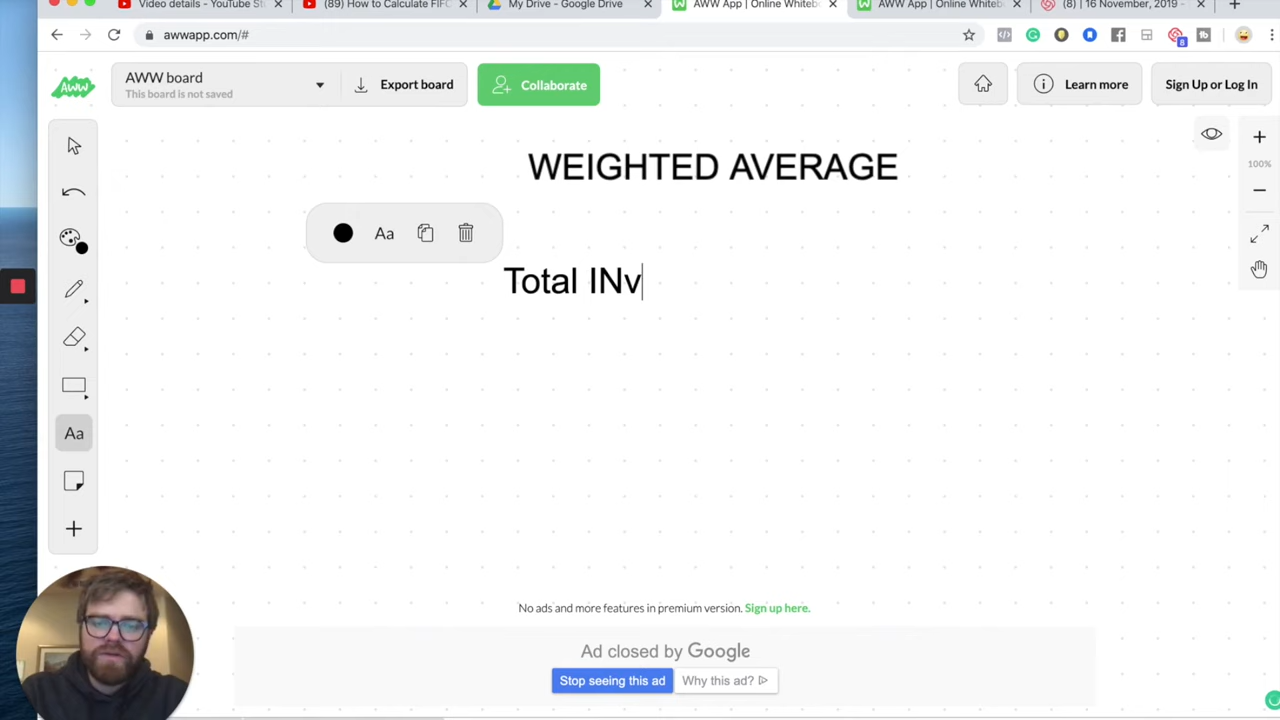 Video details - YouTube St
(89) How to Calculate FIFC
My Drive - Google Drive
AWW App | Online Whiteb
AWW App | Online Whiteb
(8) | 16 November, 2019 -
awwapp.com/#
8
AWW
AWW board
This board is not saved
Export board
Collaborate
Learn more
Sign Up or Log In
WEIGHTED AVERAGE
100%
Aa
Total INv
Aa
No ads and more features in premium version. Sign up here.
Ad closed by Google
Stop seeing this ad
Why this ad?